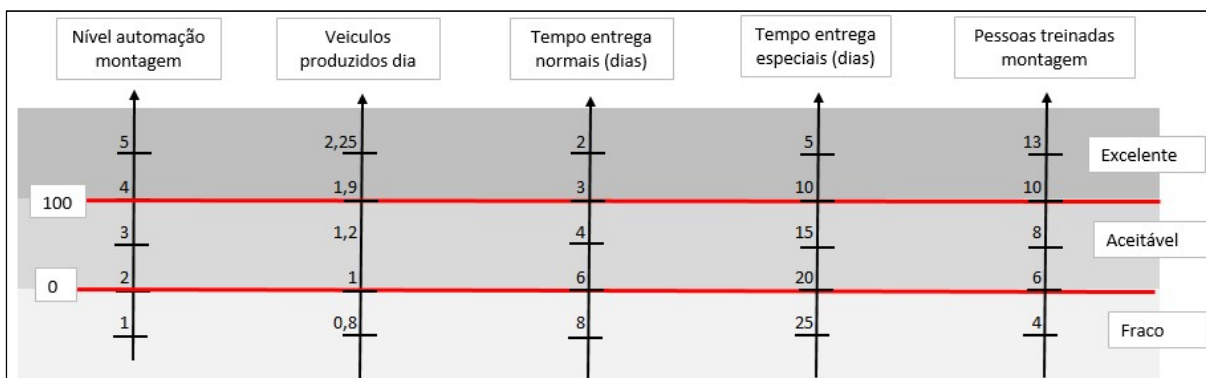 Nível automação
montagem
Veiculos
produzidos dia
Tempo entrega
normais (dias)
Tempo entrega
especiais (dias)
Pessoas treinadas
montagem
5 2,25 2 5 13
Excelente
4 1,9 3 10 10
100
3 1,2 4 15 8
Aceitável
2 1 6 20 6
0
1 0,8 8 25 4
Fraco